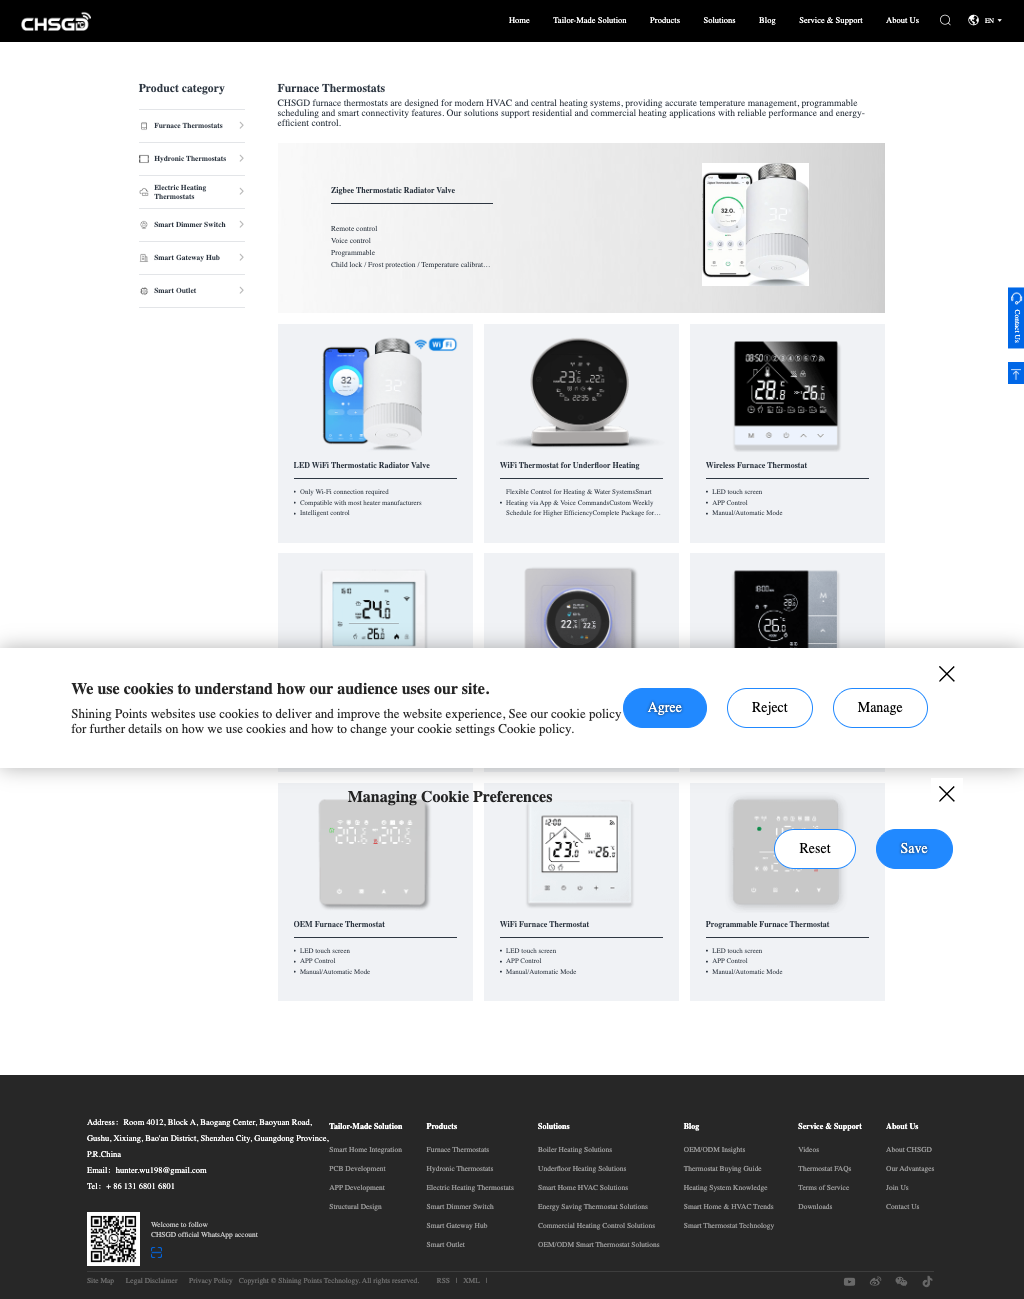 CHSGD
Home
Tailor-Made Solution
Products
Solutions
Blog
Service & Support
About Us
EN
Product category
Furnace Thermostats
Hydronic Thermostats
Electric Heating
Thermostats
Smart Dimmer Switch
Smart Gateway Hub
Smart Outlet
Furnace Thermostats
CHSGD furnace thermostats are designed for modern HVAC and central heating systems, providing accurate temperature management, programmable
scheduling and smart connectivity features. Our solutions support residential and commercial heating applications with reliable performance and energy-
efficient control.
Zigbee Thermostatic Radiator Valve
Remote control
Voice control
Programmable
Child lock / Frost protection / Temperature calibrat…
Contact Us
WiFi
LED WiFi Thermostatic Radiator Valve
• Only Wi-Fi connection required
• Compatible with most heater manufacturers
• Intelligent control
WiFi Thermostat for Underfloor Heating
Flexible Control for Heating & Water SystemsSmart
• Heating via App & Voice CommandsCustom Weekly
Schedule for Higher EfficiencyComplete Package for…
Wireless Furnace Thermostat
• LED touch screen
• APP Control
• Manual/Automatic Mode
We use cookies to understand how our audience uses our site.
Shining Points websites use cookies to deliver and improve the website experience, See our cookie policy
for further details on how we use cookies and how to change your cookie settings Cookie policy.
Agree
Reject
Manage
Managing Cookie Preferences
Reset
Save
OEM Furnace Thermostat
• LED touch screen
• APP Control
• Manual/Automatic Mode
WiFi Furnace Thermostat
• LED touch screen
• APP Control
• Manual/Automatic Mode
Programmable Furnace Thermostat
• LED touch screen
• APP Control
• Manual/Automatic Mode
Address：Room 4012, Block A, Baogang Center, Baoyuan Road,
Gushu, Xixiang, Bao'an District, Shenzhen City, Guangdong Province,
P.R.China
Email：hunter.wu198@gmail.com
Tel：+ 86 131 6801 6801
Welcome to follow
CHSGD official WhatsApp account
Tailor-Made Solution
Smart Home Integration
PCB Development
APP Development
Structural Design
Products
Furnace Thermostats
Hydronic Thermostats
Electric Heating Thermostats
Smart Dimmer Switch
Smart Gateway Hub
Smart Outlet
Solutions
Boiler Heating Solutions
Underfloor Heating Solutions
Smart Home HVAC Solutions
Energy Saving Thermostat Solutions
Commercial Heating Control Solutions
OEM/ODM Smart Thermostat Solutions
Blog
OEM/ODM Insights
Thermostat Buying Guide
Heating System Knowledge
Smart Home & HVAC Trends
Smart Thermostat Technology
Service & Support
Videos
Thermostat FAQs
Terms of Service
Downloads
About Us
About CHSGD
Our Advantages
Join Us
Contact Us
Site Map
Legal Disclaimer
Privacy Policy
Copyright © Shining Points Technology. All rights reserved.
RSS | XML |